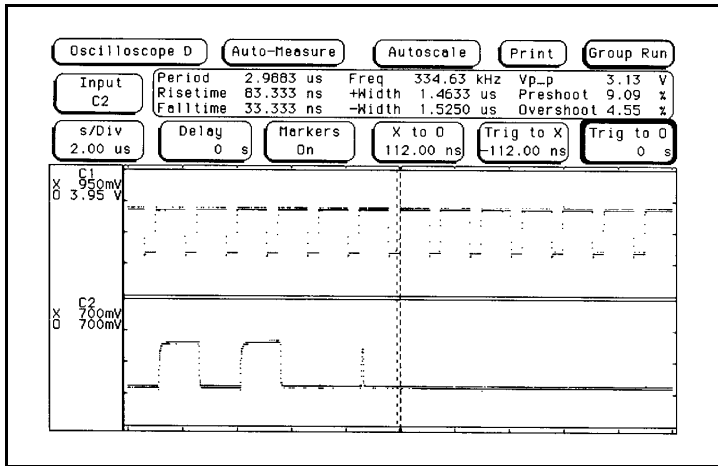 Oscilloscope D Auto-Measure Autoscale Print Group Run
Input C2
Period 2.9883 us Freq 334.63 kHz Vp_p 3.13 V
Risetime 83.333 ns +Width 1.4633 us Preshoot 9.09 %
Falltime 33.333 ns -Width 1.5250 us Overshoot 4.55 %
s/Div Delay Markers X to O Trig to X Trig to O
2.00 us 0 s On 112.00 ns -112.00 ns 0 s
C1
X 950mV
O 3.95 V
C2
X 700mV
O 700mV